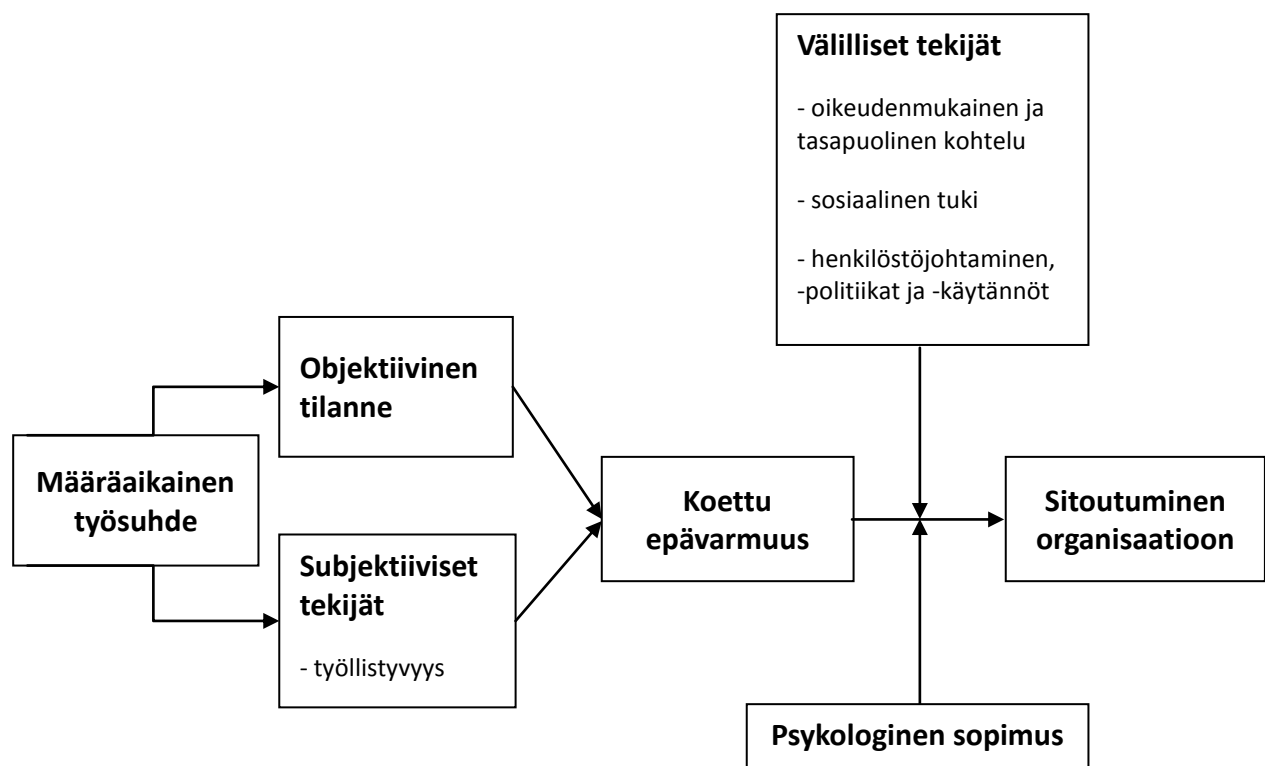 Välilliset tekijät
- oikeudenmukainen ja
tasapuolinen kohtelu
- sosiaalinen tuki
- henkilöstöjohtaminen,
-politiikat ja -käytännöt
Objektiivinen
tilanne
Määräaikainen
työsuhde
Subjektiiviset
tekijät
- työllistyvyys
Koettu
epävarmuus
Sitoutuminen
organisaatioon
Psykologinen sopimus